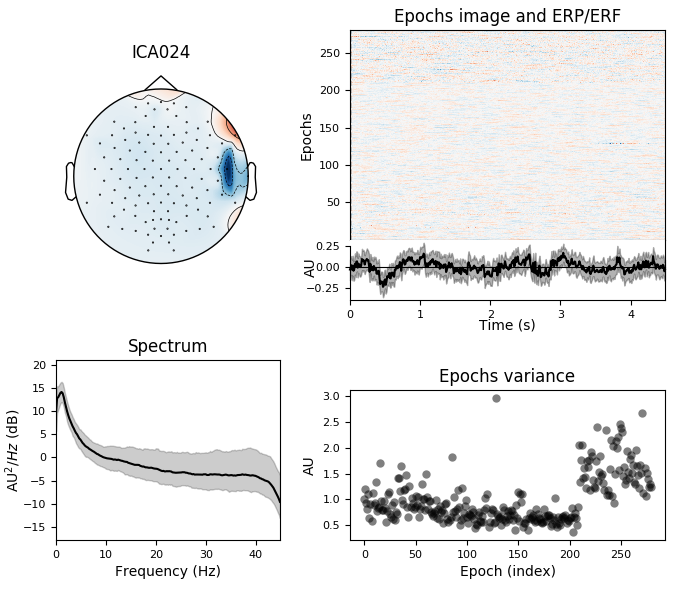 ICA024
Epochs image and ERP/ERF
Epochs
250
200
150
100
50
AU
0.25
0.00
−0.25
0 1 2 3 4
Time (s)
Spectrum
AU²/Hz (dB)
20
15
10
5
0
−5
−10
−15
0 10 20 30 40
Frequency (Hz)
Epochs variance
AU
3.0
2.5
2.0
1.5
1.0
0.5
0 50 100 150 200 250
Epoch (index)